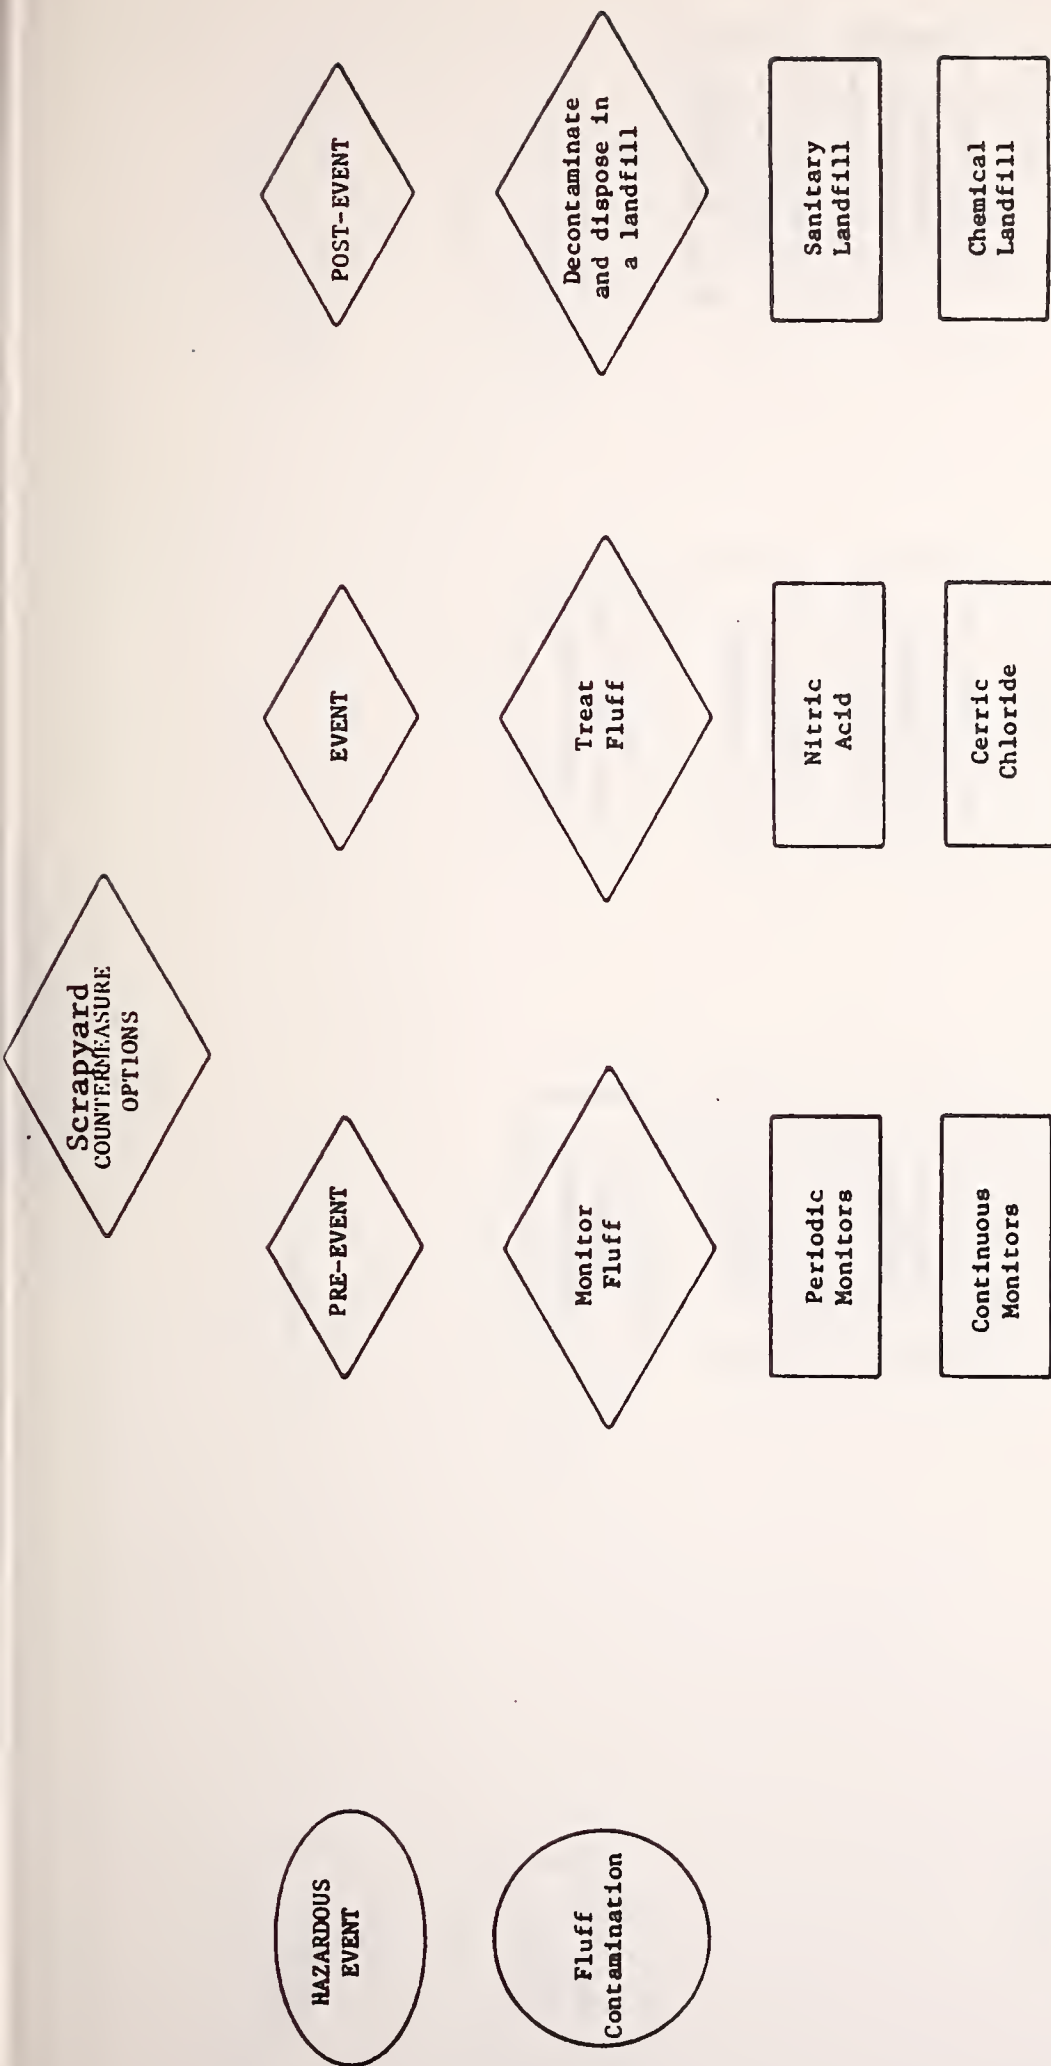 Scrapyard
COUNTERMEASURE
OPTIONS
HAZARDOUS
EVENT
PRE-EVENT
EVENT
POST-EVENT
Fluff
Contamination
Monitor
Fluff
Treat
Fluff
Decontaminate
and dispose in
a landfill
Periodic
Monitors
Nitric
Acid
Sanitary
Landfill
Continuous
Monitors
Cerric
Chloride
Chemical
Landfill